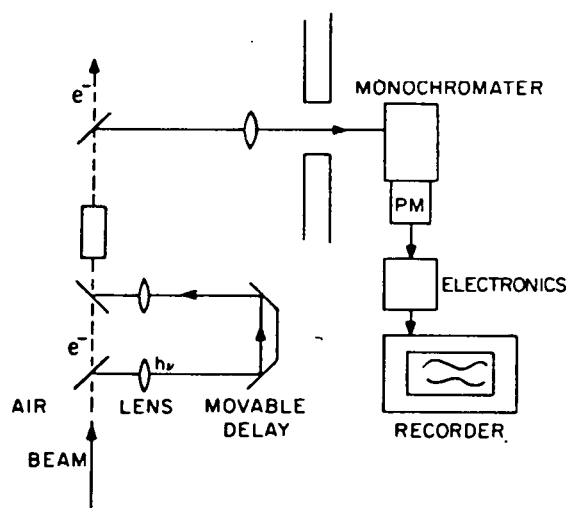 e⁻
MONOCHROMATER
PM
ELECTRONICS
e⁻
hν
AIR
LENS
MOVABLE
DELAY
RECORDER
BEAM